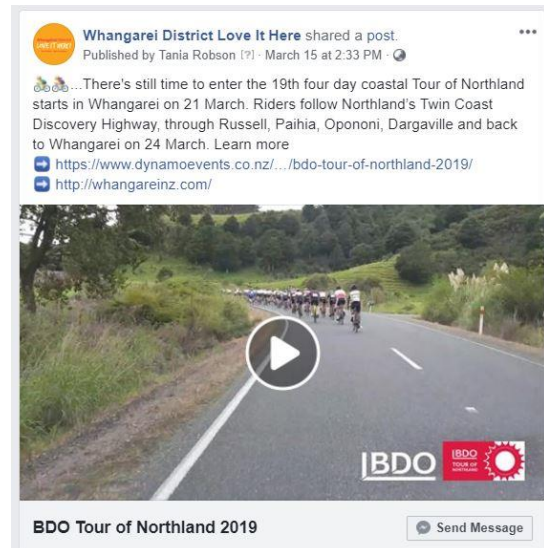 Whangarei District Love It Here shared a post.
Published by Tania Robson [?] · March 15 at 2:33 PM ·
...There's still time to enter the 19th four day coastal Tour of Northland
starts in Whangarei on 21 March. Riders follow Northland's Twin Coast
Discovery Highway, through Russell, Paihia, Opononi, Dargaville and back
to Whangarei on 24 March. Learn more
https://www.dynamoevents.co.nz/.../bdo-tour-of-northland-2019/
http://whangareinz.com/
BDO
BDO
TOUR OF
NORTHLAND
BDO Tour of Northland 2019
Send Message